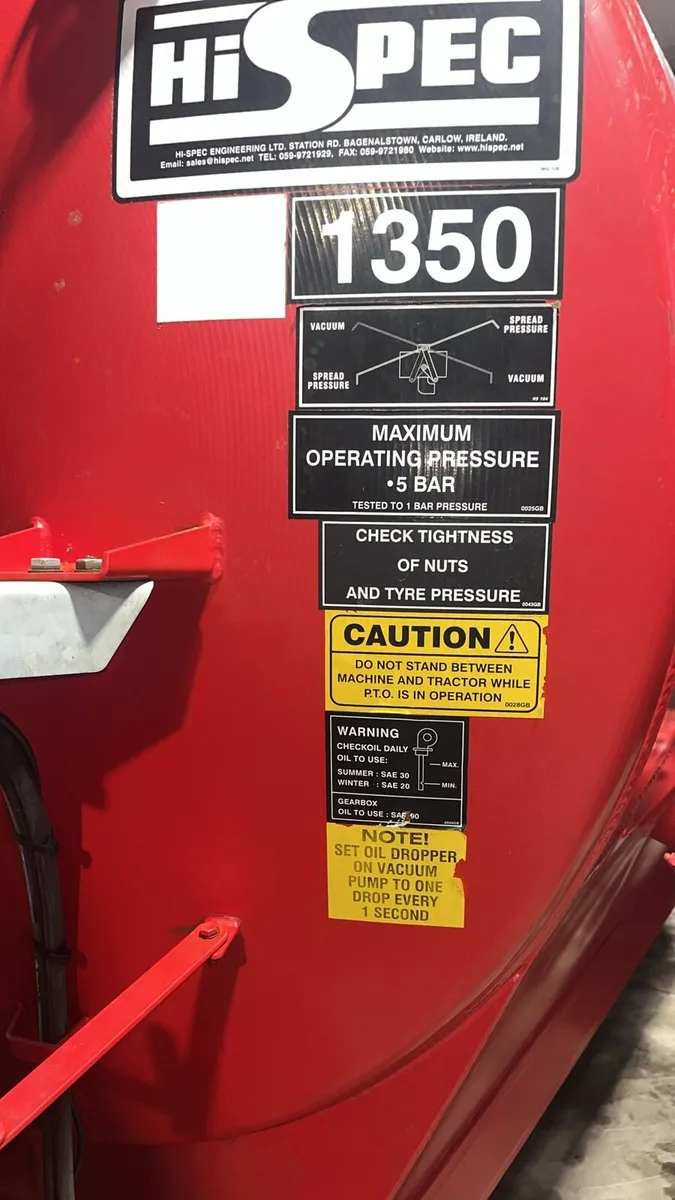 HiSPEC
HI-SPEC ENGINEERING LTD. STATION RD. BAGENALSTOWN, CARLOW, IRELAND.
Email: sales@hispec.net TEL: 059-9721929, FAX: 059-9721980 Website: www.hispec.net
1350
VACUUM
SPREAD
PRESSURE
SPREAD
PRESSURE
VACUUM
MAXIMUM
OPERATING PRESSURE
•5 BAR
TESTED TO 1 BAR PRESSURE
0025GB
CHECK TIGHTNESS
OF NUTS
AND TYRE PRESSURE
0043GB
CAUTION
DO NOT STAND BETWEEN
MACHINE AND TRACTOR WHILE
P.T.O. IS IN OPERATION
0028GB
WARNING
CHECKOIL DAILY
OIL TO USE:
SUMMER : SAE 30
WINTER : SAE 20
MAX.
MIN.
GEARBOX
OIL TO USE : SAE 90
NOTE!
SET OIL DROPPER
ON VACUUM
PUMP TO ONE
DROP EVERY
1 SECOND